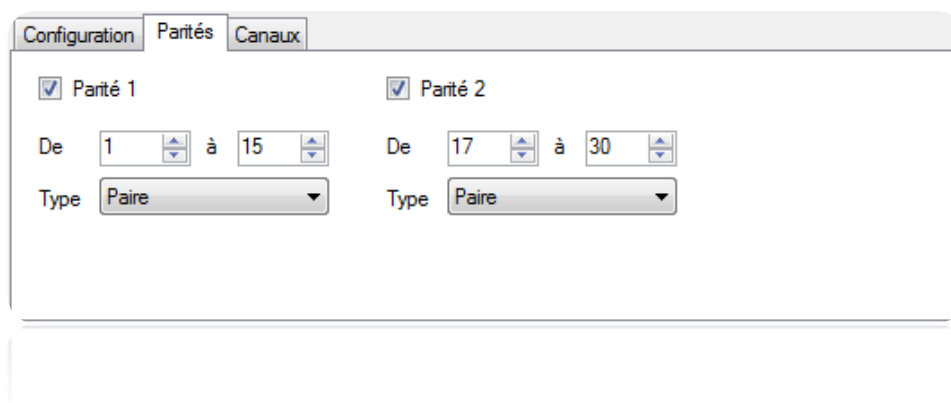 Configuration Parités Canaux
Parité 1 Parité 2
De 1 à 15 De 17 à 30
Type Paire Type Paire